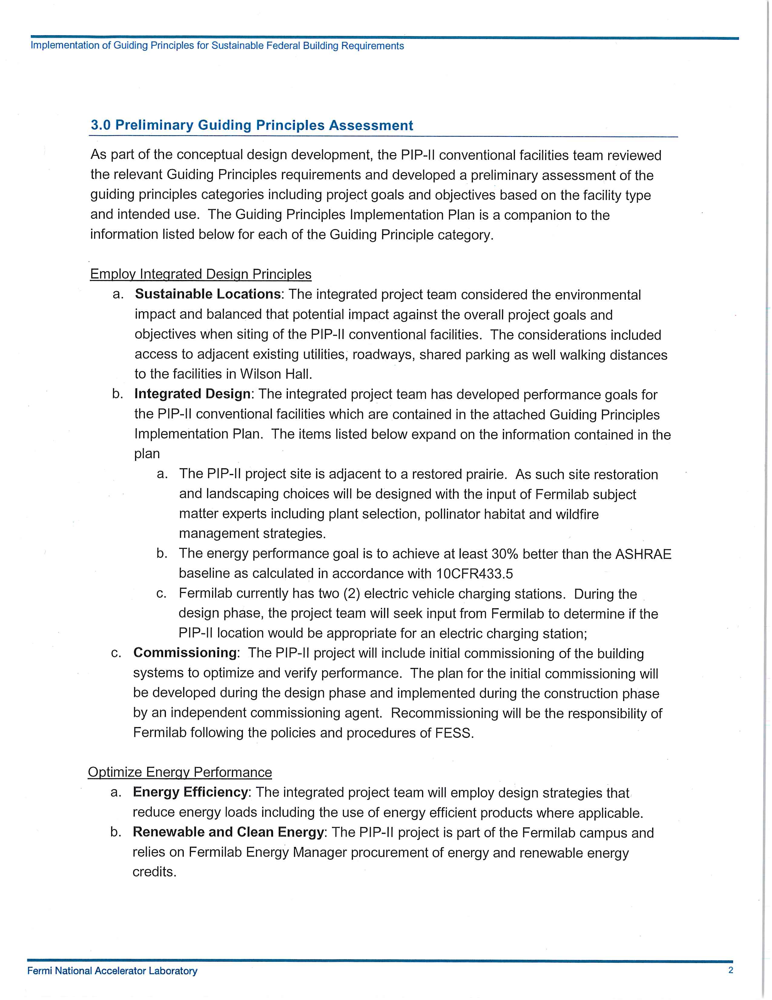 Implementation of Guiding Principles for Sustainable Federal Building Requirements
3.0 Preliminary Guiding Principles Assessment
As part of the conceptual design development, the PIP-II conventional facilities team reviewed
the relevant Guiding Principles requirements and developed a preliminary assessment of the
guiding principles categories including project goals and objectives based on the facility type
and intended use.  The Guiding Principles Implementation Plan is a companion to the
information listed below for each of the Guiding Principle category.
Employ Integrated Design Principles
a. Sustainable Locations: The integrated project team considered the environmental
impact and balanced that potential impact against the overall project goals and
objectives when siting of the PIP-II conventional facilities.  The considerations included
access to adjacent existing utilities, roadways, shared parking as well walking distances
to the facilities in Wilson Hall.
b. Integrated Design: The integrated project team has developed performance goals for
the PIP-II conventional facilities which are contained in the attached Guiding Principles
Implementation Plan.  The items listed below expand on the information contained in the
plan
a. The PIP-II project site is adjacent to a restored prairie.  As such site restoration
and landscaping choices will be designed with the input of Fermilab subject
matter experts including plant selection, pollinator habitat and wildfire
management strategies.
b. The energy performance goal is to achieve at least 30% better than the ASHRAE
baseline as calculated in accordance with 10CFR433.5
c. Fermilab currently has two (2) electric vehicle charging stations.  During the
design phase, the project team will seek input from Fermilab to determine if the
PIP-II location would be appropriate for an electric charging station;
c. Commissioning:  The PIP-II project will include initial commissioning of the building
systems to optimize and verify performance.  The plan for the initial commissioning will
be developed during the design phase and implemented during the construction phase
by an independent commissioning agent.  Recommissioning will be the responsibility of
Fermilab following the policies and procedures of FESS.
Optimize Energy Performance
a. Energy Efficiency: The integrated project team will employ design strategies that
reduce energy loads including the use of energy efficient products where applicable.
b. Renewable and Clean Energy: The PIP-II project is part of the Fermilab campus and
relies on Fermilab Energy Manager procurement of energy and renewable energy
credits.
Fermi National Accelerator Laboratory 2